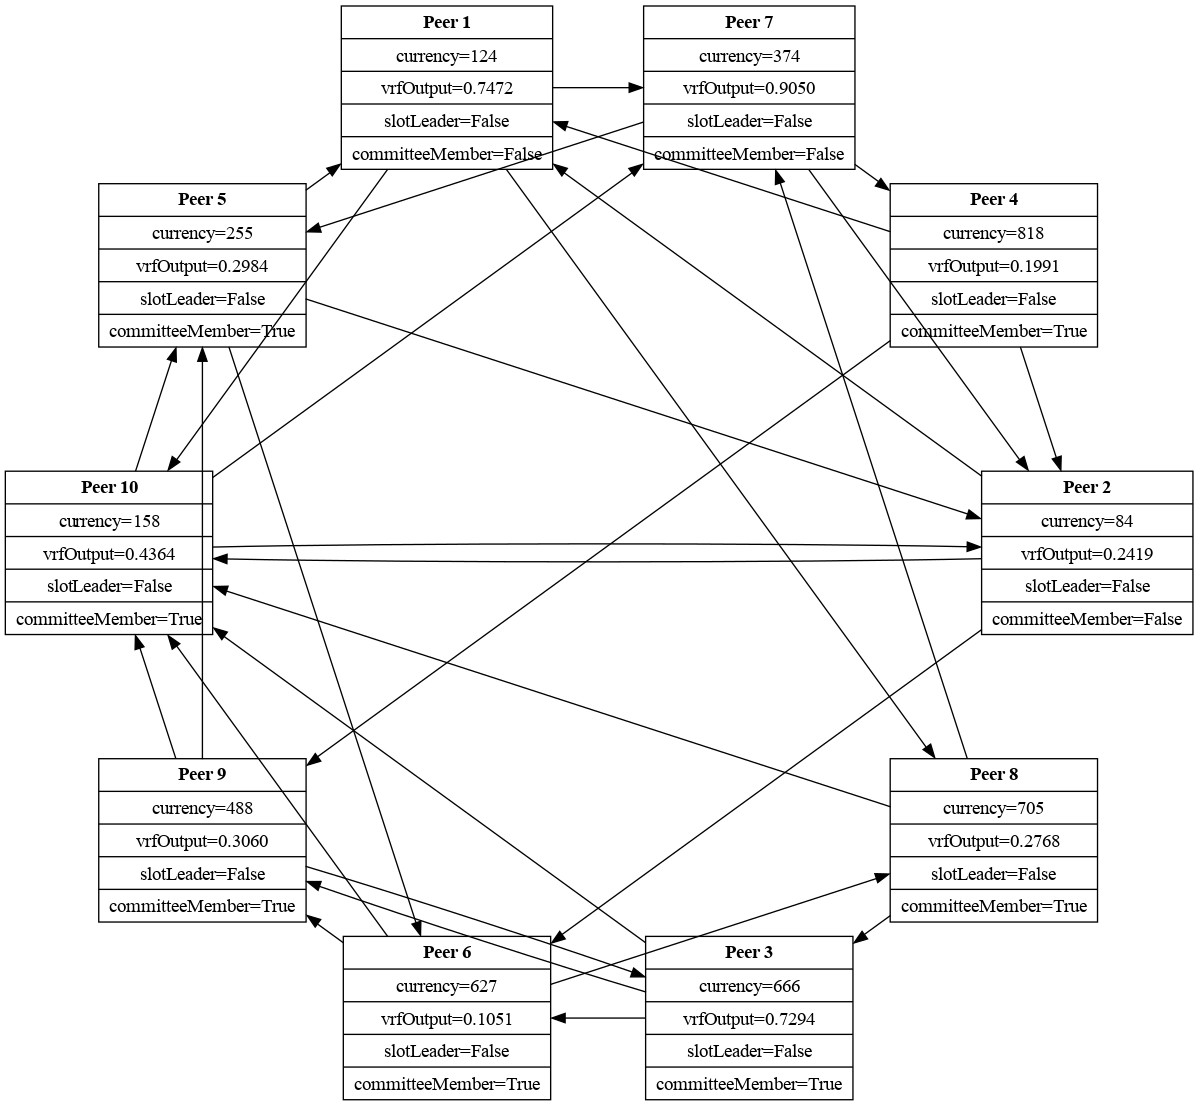 Peer 1
currency=124
vrfOutput=0.7472
slotLeader=False
committeeMember=False
Peer 7
currency=374
vrfOutput=0.9050
slotLeader=False
committeeMember=False
Peer 5
currency=255
vrfOutput=0.2984
slotLeader=False
committeeMember=True
Peer 4
currency=818
vrfOutput=0.1991
slotLeader=False
committeeMember=True
Peer 10
currency=158
vrfOutput=0.4364
slotLeader=False
committeeMember=True
Peer 2
currency=84
vrfOutput=0.2419
slotLeader=False
committeeMember=False
Peer 9
currency=488
vrfOutput=0.3060
slotLeader=False
committeeMember=True
Peer 8
currency=705
vrfOutput=0.2768
slotLeader=False
committeeMember=True
Peer 6
currency=627
vrfOutput=0.1051
slotLeader=False
committeeMember=True
Peer 3
currency=666
vrfOutput=0.7294
slotLeader=False
committeeMember=True